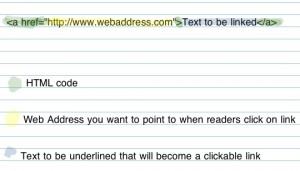 <a href="http://www.webaddress.com">Text to be linked</a>
HTML code
Web Address you want to point to when readers click on link
Text to be underlined that will become a clickable link